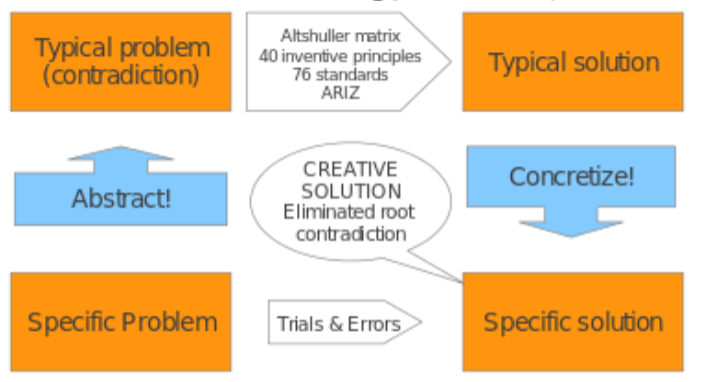 Typical problem
(contradiction)
Altshuller matrix
40 inventive principles
76 standards
ARIZ
Typical solution
Abstract!
CREATIVE
SOLUTION
Eliminated root
contradiction
Concretize!
Specific Problem
Trials & Errors
Specific solution